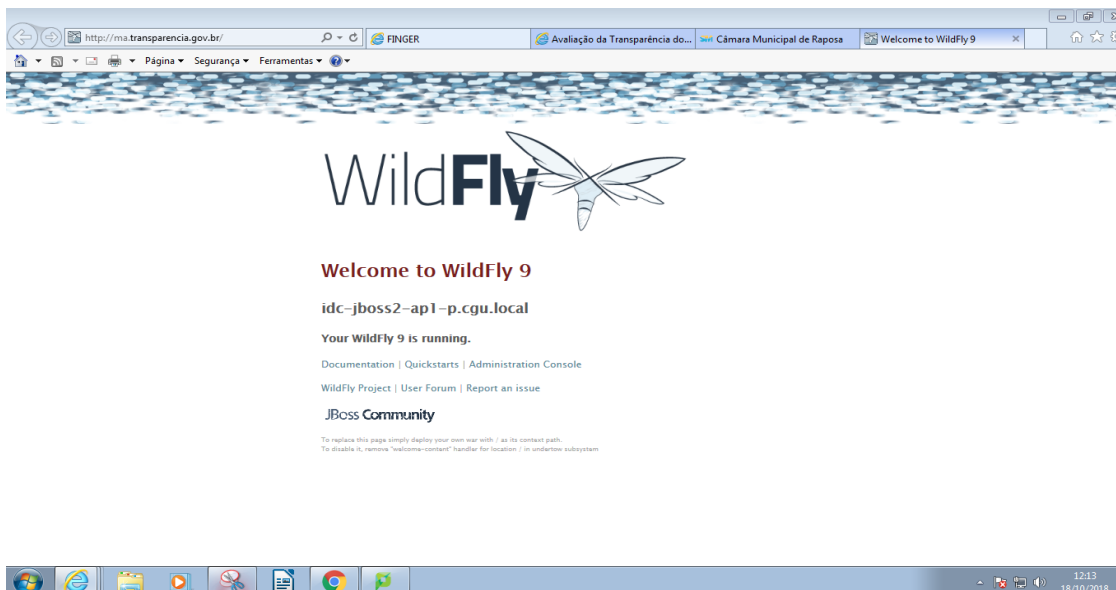 http://ma.transparencia.gov.br/
FINGER
Avaliação da Transparência do...
Câmara Municipal de Raposa
Welcome to WildFly 9
Página
Segurança
Ferramentas
WildFly
Welcome to WildFly 9
idc-jboss2-ap1-p.cgu.local
Your WildFly 9 is running.
Documentation | Quickstarts | Administration Console
WildFly Project | User Forum | Report an issue
JBoss Community
To replace this page simply deploy your own war with / as its context path.
To disable it, remove "welcome-content" handler for location / in undertow subsystem
12:13
18/10/2018